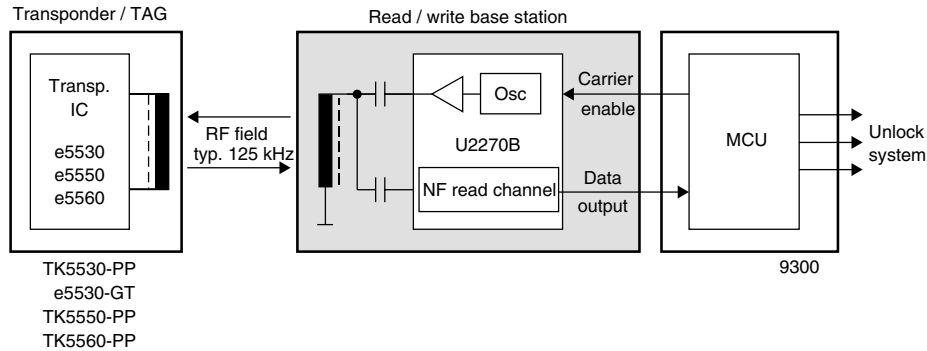 Transponder / TAG
Transp.
IC
e5530
e5550
e5560
TK5530-PP
e5530-GT
TK5550-PP
TK5560-PP
RF field
typ. 125 kHz
Read / write base station
Osc
U2270B
NF read channel
Carrier
enable
Data
output
MCU
Unlock
system
9300